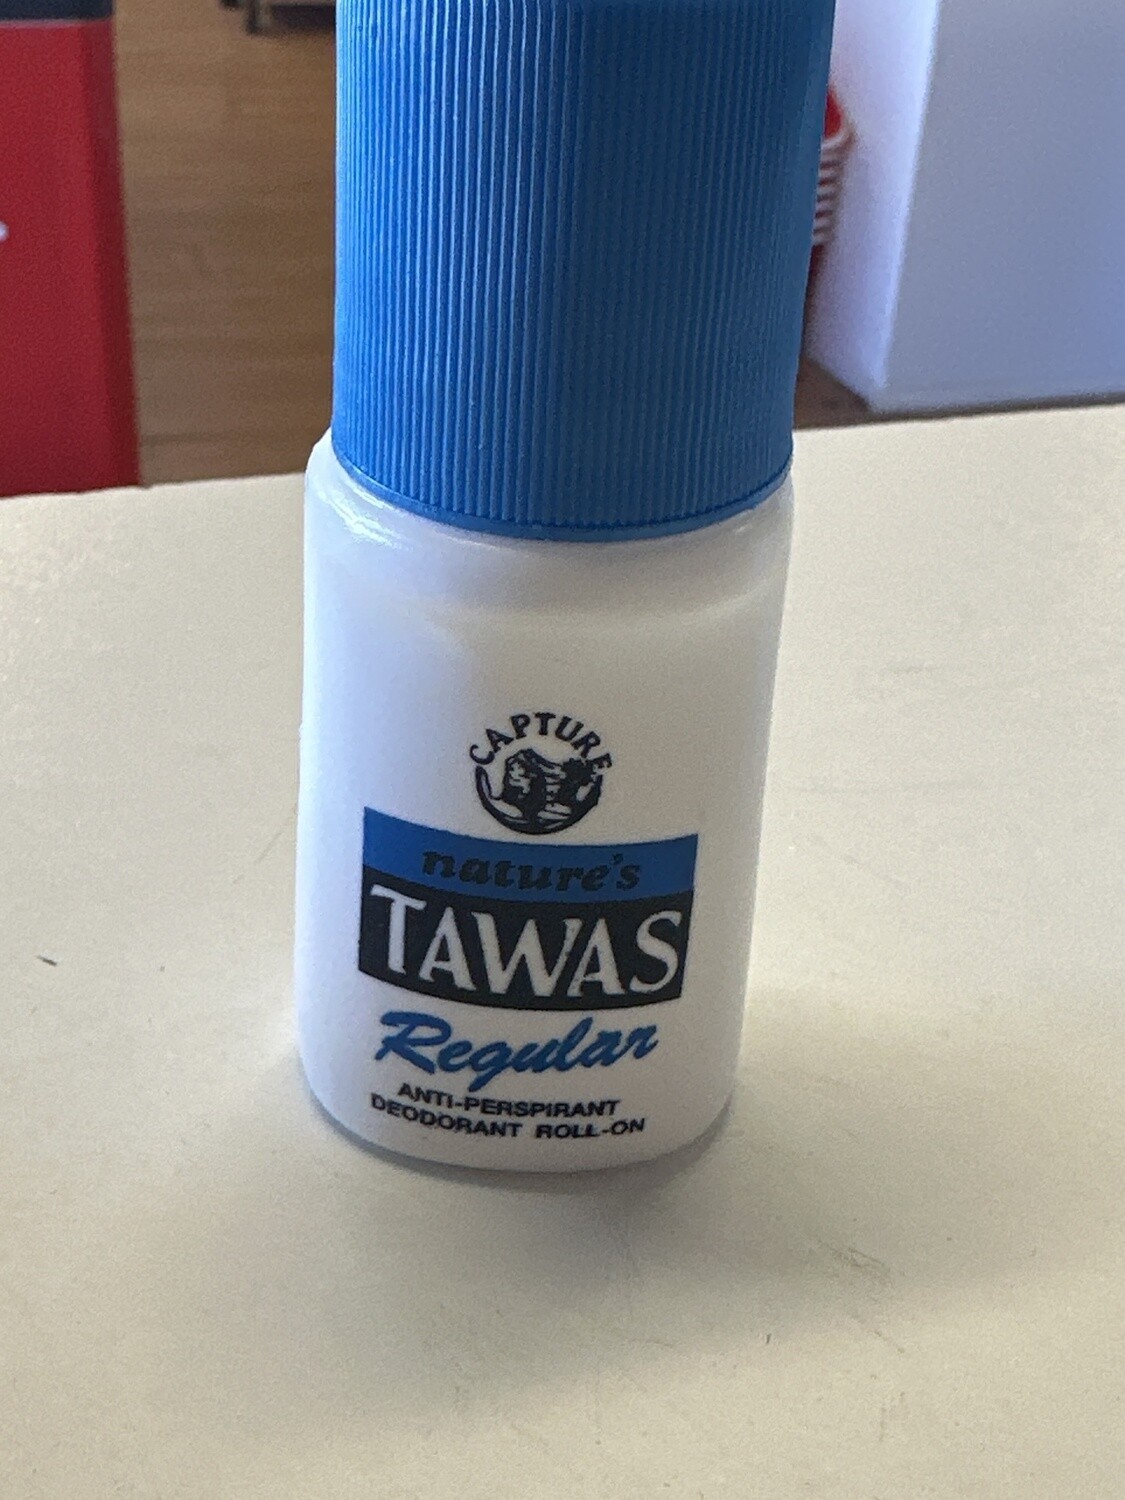 CAPTURE
nature's
TAWAS
Regular
ANTI-PERSPIRANT
DEODORANT ROLL-ON